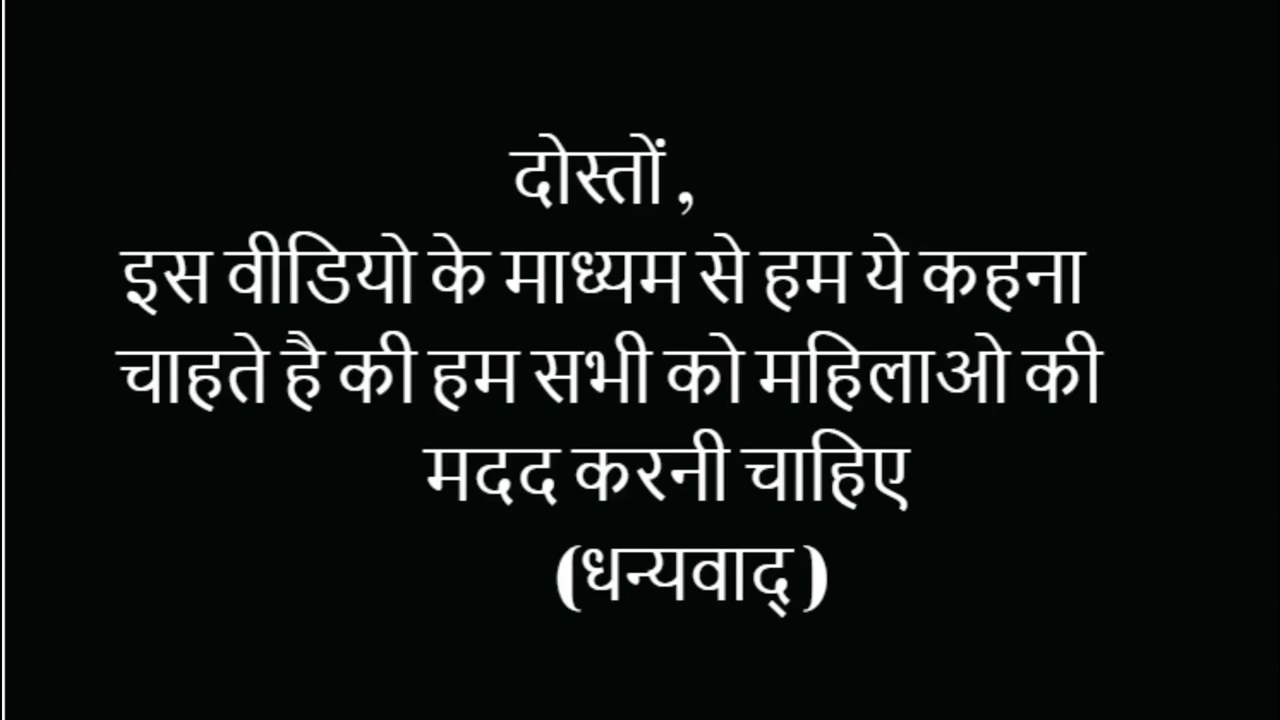 दोस्तों ,
इस वीडियो के माध्यम से हम ये कहना
चाहते है की हम सभी को महिलाओ की
मदद करनी चाहिए
(धन्यवाद्)